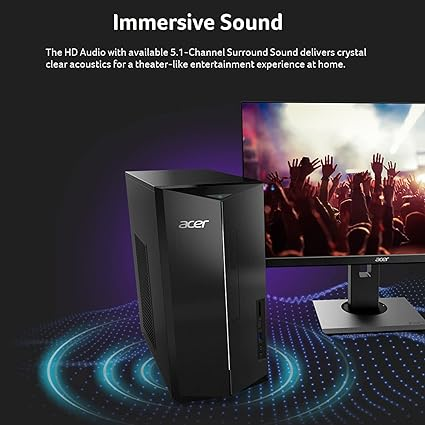 Immersive Sound
The HD Audio with available 5.1-Channel Surround Sound delivers crystal
clear acoustics for a theater-like entertainment experience at home.
acer
acer